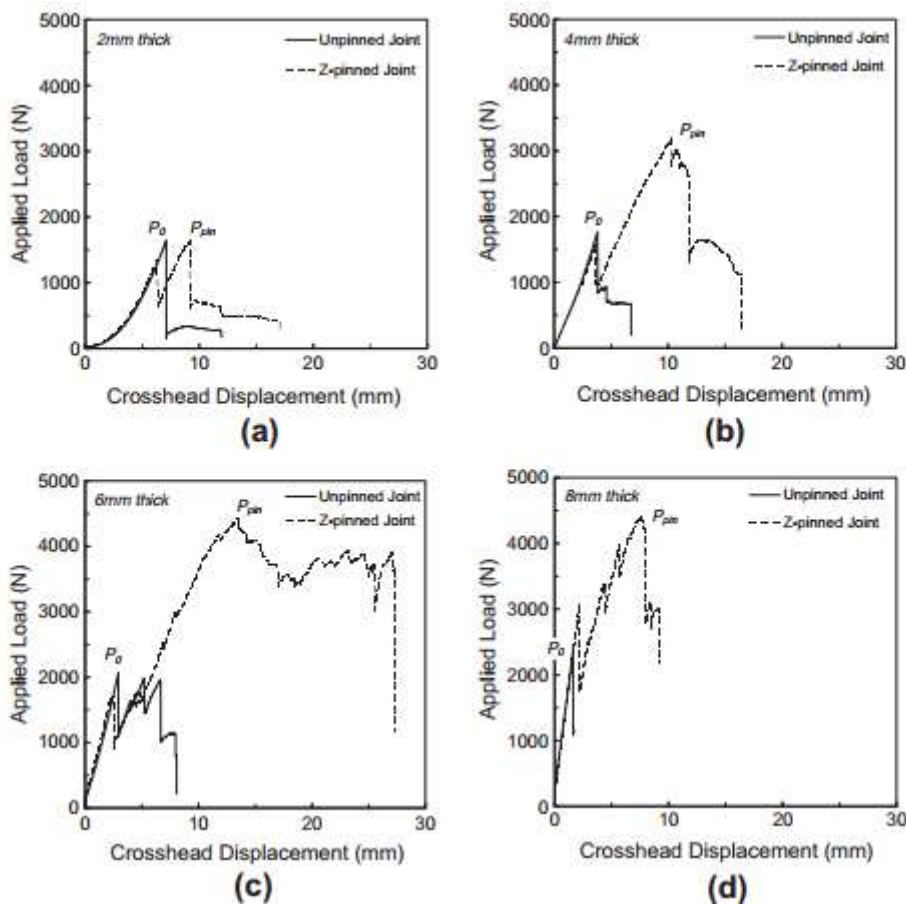 5000
2mm thick
Unpinned Joint
Z-pinned Joint
4000
3000
2000
P0
Ppin
1000
0
0
10
20
30
Applied Load (N)
Crosshead Displacement (mm)
(a)
5000
4mm thick
Unpinned Joint
Z-pinned Joint
4000
Ppin
3000
2000
P0
1000
0
0
10
20
30
Applied Load (N)
Crosshead Displacement (mm)
(b)
5000
6mm thick
Unpinned Joint
Ppin
Z-pinned Joint
4000
3000
P0
2000
1000
0
0
10
20
30
Applied Load (N)
Crosshead Displacement (mm)
(c)
5000
8mm thick
Unpinned Joint
Ppin
Z-pinned Joint
4000
3000
P0
2000
1000
0
0
10
20
30
Applied Load (N)
Crosshead Displacement (mm)
(d)